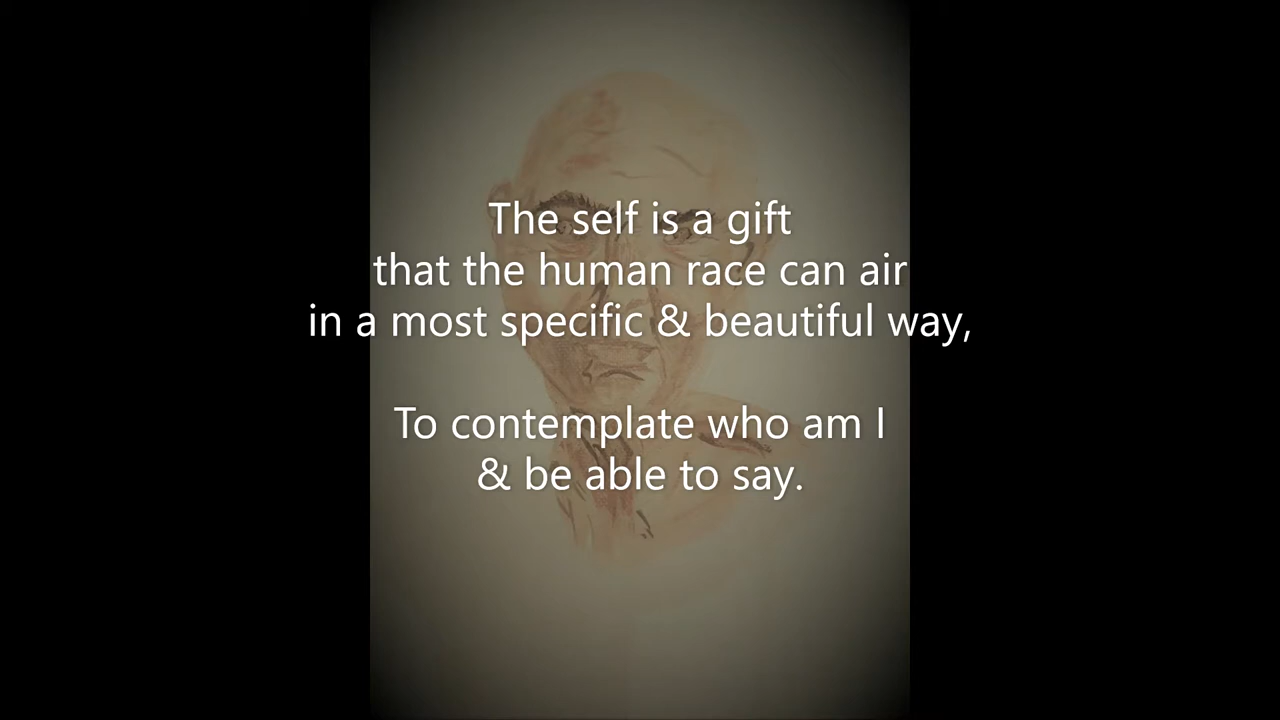 The self is a gift
that the human race can air
in a most specific & beautiful way,
To contemplate who am I
& be able to say.